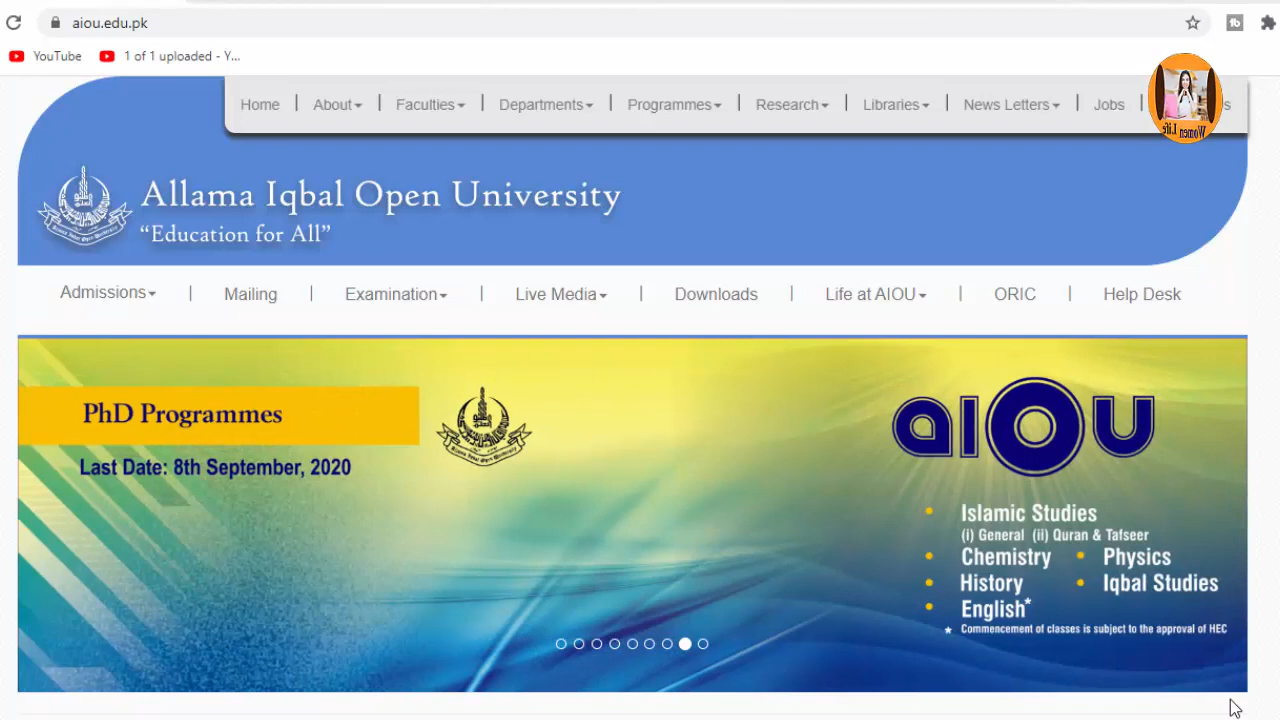 aiou.edu.pk
YouTube
1 of 1 uploaded - Y...
Home | About | Faculties | Departments | Programmes | Research | Libraries | News Letters | Jobs |
Women Life
Allama Iqbal Open University
“Education for All”
Admissions | Mailing | Examination | Live Media | Downloads | Life at AIOU | ORIC | Help Desk
PhD Programmes
Last Date: 8th September, 2020
aiou
• Islamic Studies
(i) General (ii) Quran & Tafseer
• Chemistry • Physics
• History • Iqbal Studies
• English*
* Commencement of classes is subject to the approval of HEC